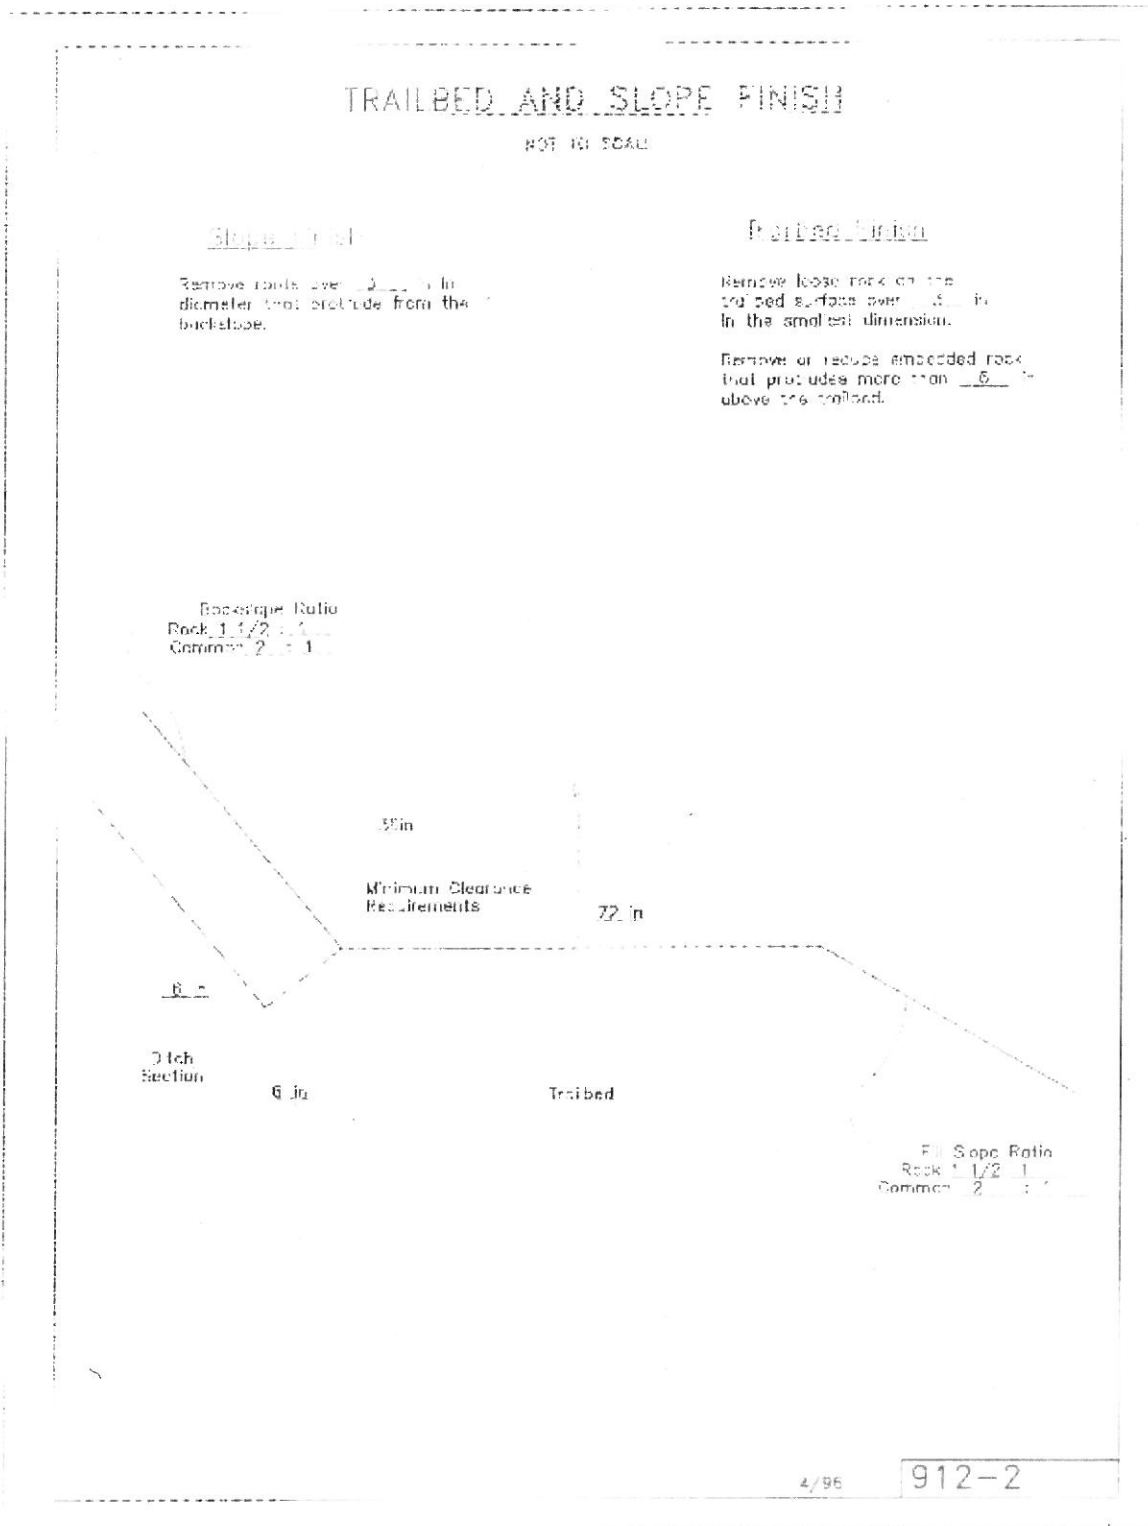 TRAILBED AND SLOPE FINISH
NOT TO SCALE
Slope
Remove roots over in
diameter that protrude from the
backslope.
Trailbed Finish
Remove loose rock on the
trailbed surface over in
in the smallest dimension.
Remove or reduce embedded rock
that protrudes more than 6
above the trailbed.
Backslope Ratio
Rock 1 1/2 : 1
Common 2 : 1
in
Minimum Clearance
Requirements
72 in
6
Ditch
Section
6 in
Trailbed
Slope Ratio
Rock 1 1/2 1
Common 2 : 1
4/96
912-2